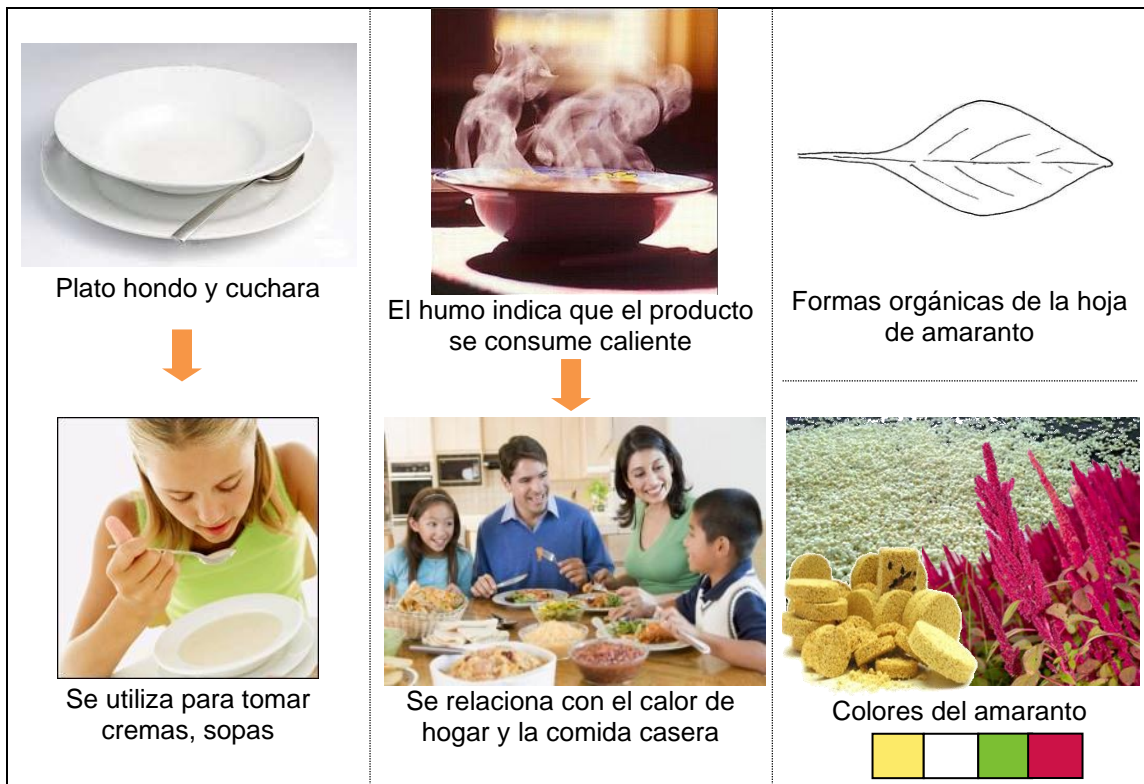 Plato hondo y cuchara
Se utiliza para tomar
cremas, sopas
El humo indica que el producto
se consume caliente
Se relaciona con el calor de
hogar y la comida casera
Formas orgánicas de la hoja
de amaranto
Colores del amaranto